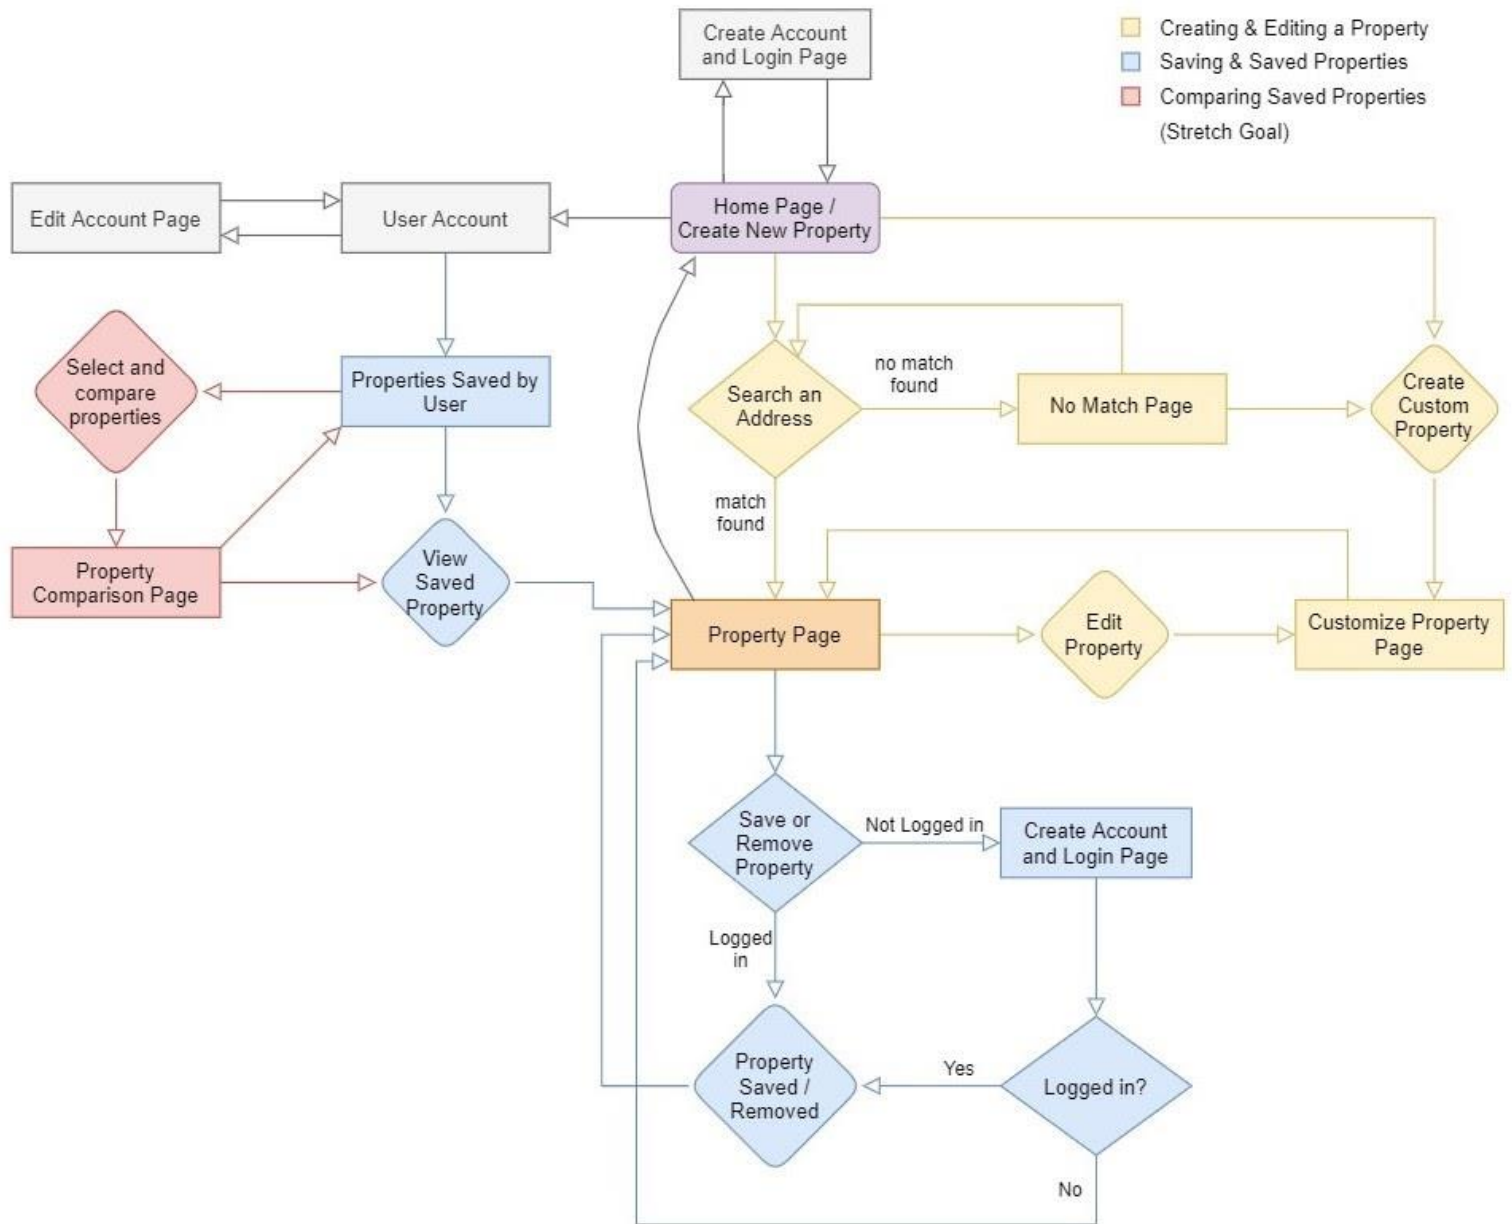 Create Account
and Login Page
Creating & Editing a Property
Saving & Saved Properties
Comparing Saved Properties
(Stretch Goal)
Edit Account Page
User Account
Home Page /
Create New Property
Select and
compare
properties
Properties Saved by
User
Search an
Address
no match
found
No Match Page
Create
Custom
Property
match
found
Property
Comparison Page
View
Saved
Property
Property Page
Edit
Property
Customize Property
Page
Save or
Remove
Property
Not Logged in
Create Account
and Login Page
Logged
in
Property
Saved /
Removed
Yes
Logged in?
No